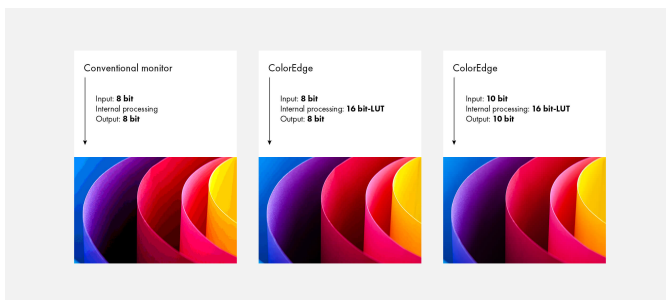 Conventional monitor
Input: 8 bit
Internal processing
Output: 8 bit
ColorEdge
Input: 8 bit
Internal processing: 16 bit-LUT
Output: 8 bit
ColorEdge
Input: 10 bit
Internal processing: 16 bit-LUT
Output: 10 bit